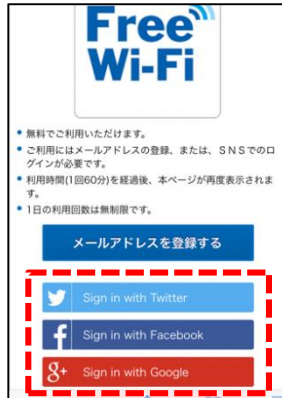 Free
Wi-Fi
• 無料でご利用いただけます。
• ご利用にはメールアドレスの登録、または、ＳＮＳでのロ
グインが必要です。
• 利用時間(1回60分)を経過後、本ページが再度表示されま
す。
• 1日の利用回数は無制限です。
メールアドレスを登録する
Sign in with Twitter
f Sign in with Facebook
g+ Sign in with Google